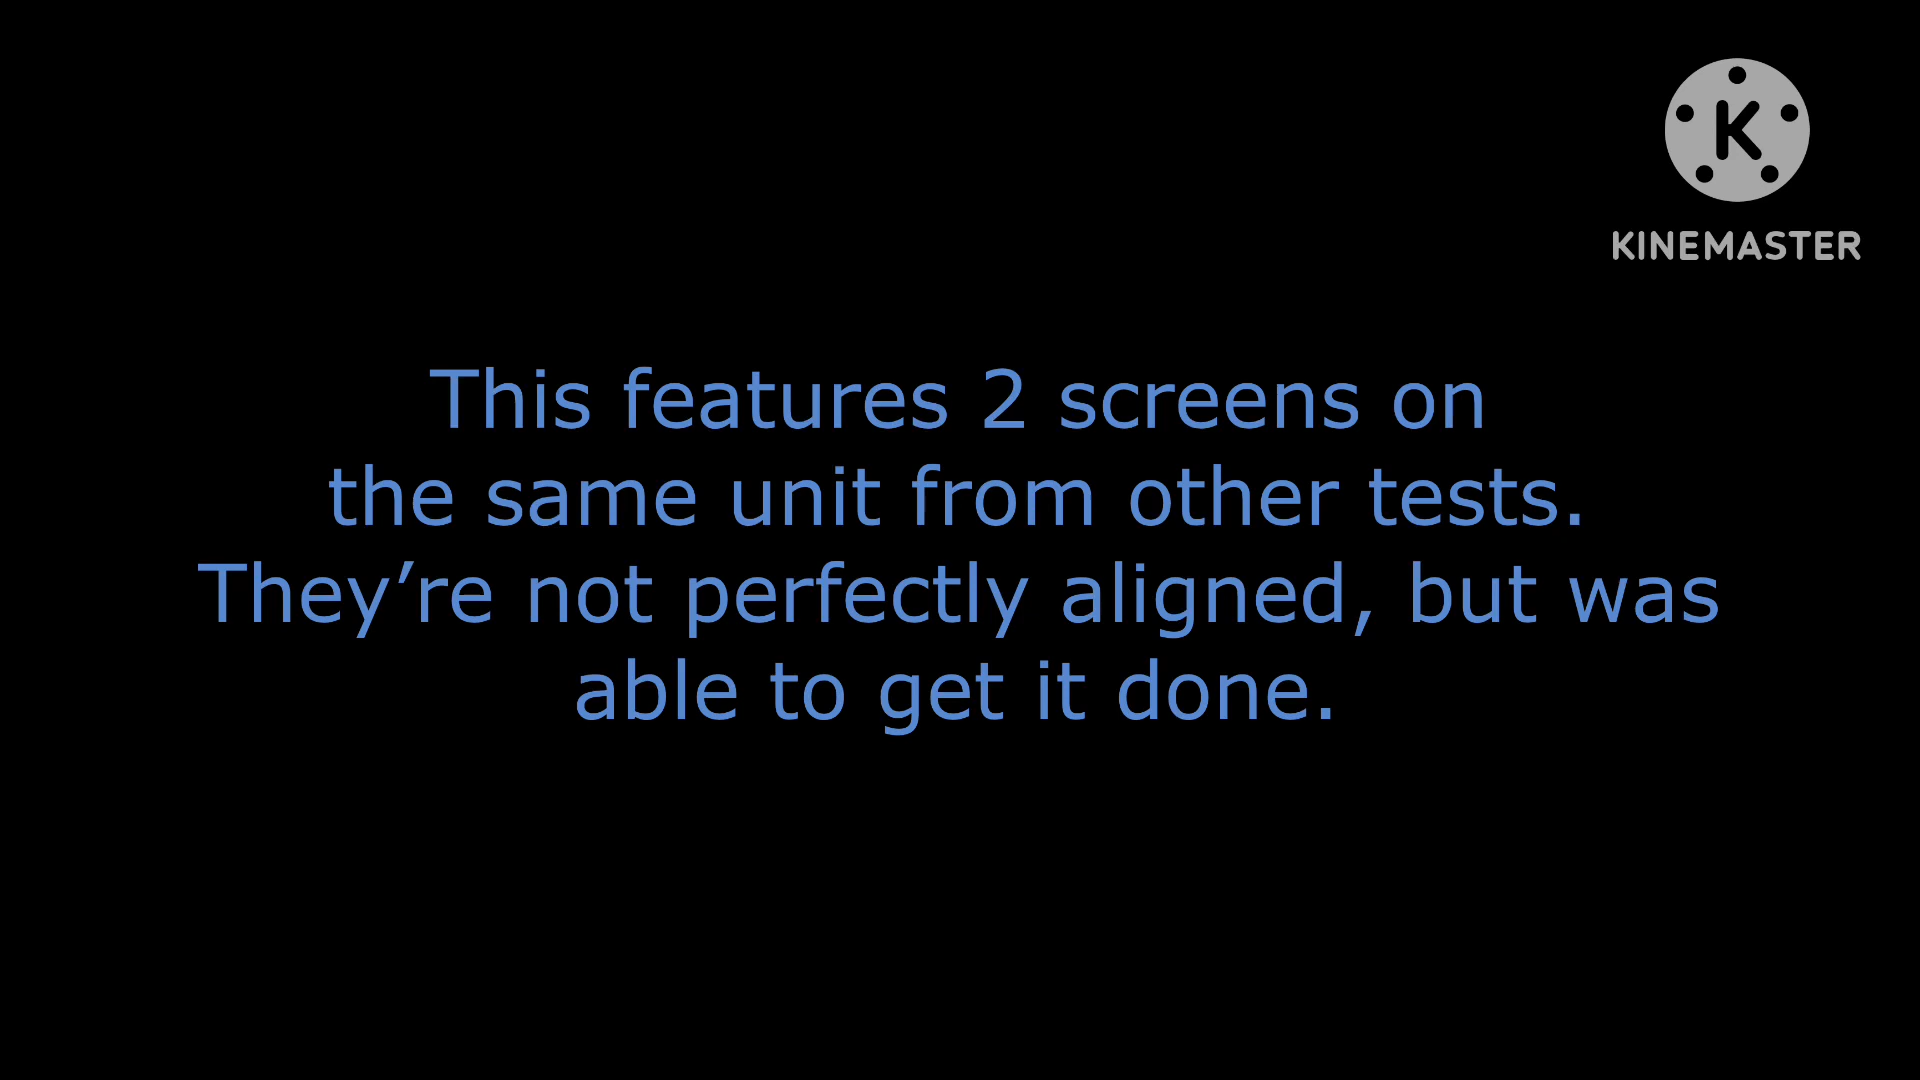 K
KINEMASTER
This features 2 screens on
the same unit from other tests.
They’re not perfectly aligned, but was
able to get it done.